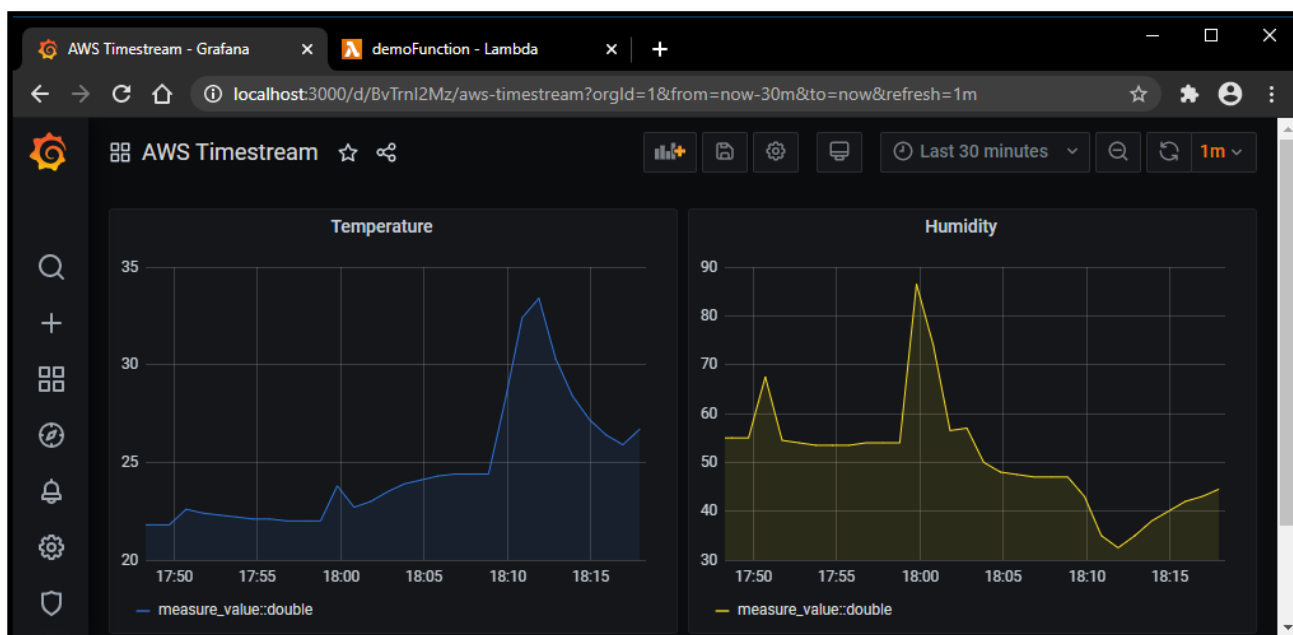 AWS Timestream - Grafana
demoFunction - Lambda
localhost:3000/d/BvTrnI2Mz/aws-timestream?orgId=1&from=now-30m&to=now&refresh=1m
AWS Timestream
Last 30 minutes
1m
Temperature
35
30
25
20
17:50 17:55 18:00 18:05 18:10 18:15
measure_value::double
Humidity
90
80
70
60
50
40
30
17:50 17:55 18:00 18:05 18:10 18:15
measure_value::double